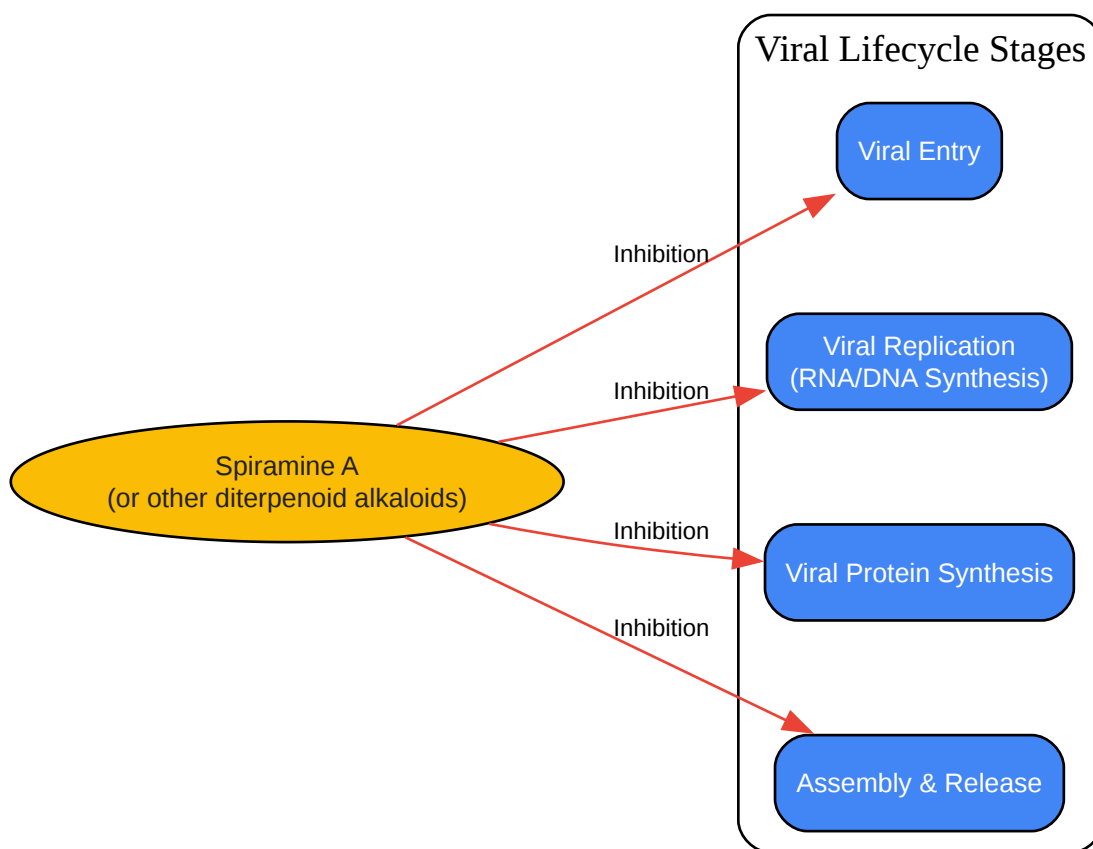 Viral Lifecycle Stages
Viral Entry
Inhibition
Viral Replication
(RNA/DNA Synthesis)
Inhibition
Spiramine A
(or other diterpenoid alkaloids)
Inhibition
Viral Protein Synthesis
Inhibition
Assembly & Release